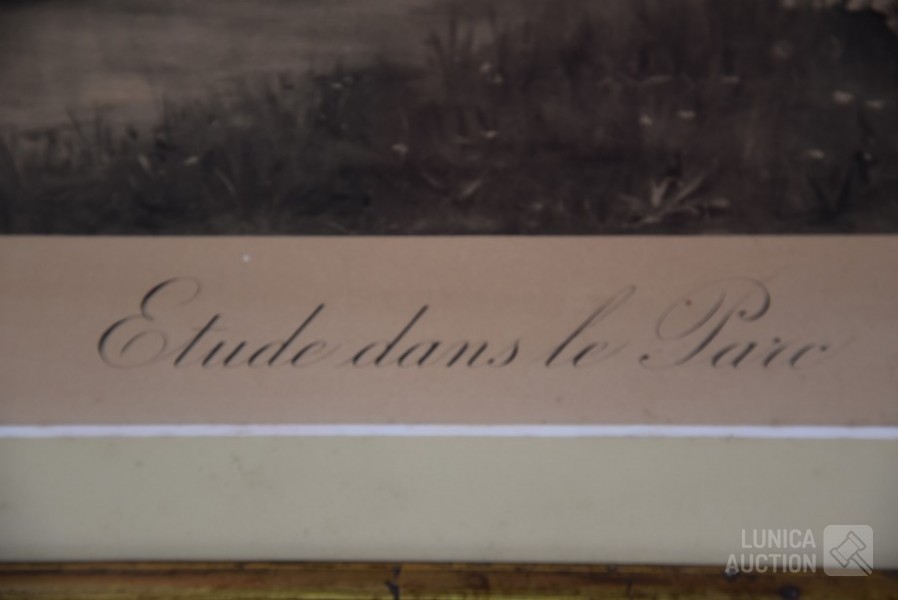 Etude dans le Parc
LUNICA
AUCTION